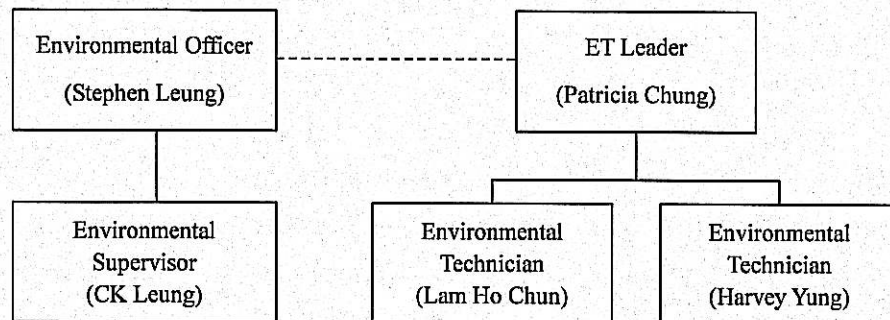 Environmental Officer
(Stephen Leung)
ET Leader
(Patricia Chung)
Environmental
Supervisor
(CK Leung)
Environmental
Technician
(Lam Ho Chun)
Environmental
Technician
(Harvey Yung)